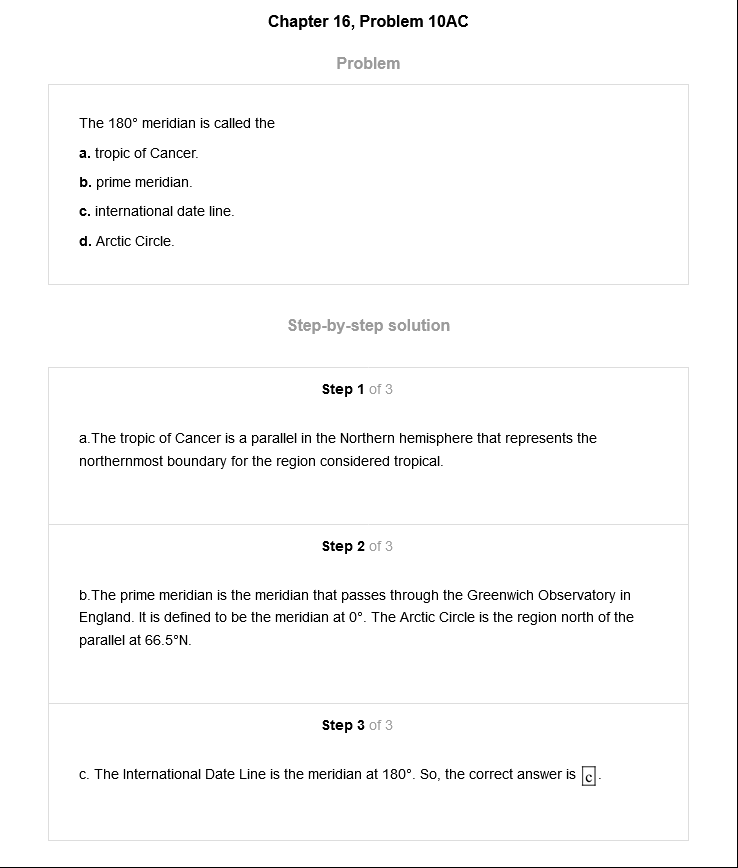 Chapter 16, Problem 10AC
Problem
The 180° meridian is called the
a. tropic of Cancer.
b. prime meridian.
c. international date line.
d. Arctic Circle.
Step-by-step solution
Step 1 of 3
a.The tropic of Cancer is a parallel in the Northern hemisphere that represents the
northernmost boundary for the region considered tropical.
Step 2 of 3
b.The prime meridian is the meridian that passes through the Greenwich Observatory in
England. It is defined to be the meridian at 0°. The Arctic Circle is the region north of the
parallel at 66.5°N.
Step 3 of 3
c. The International Date Line is the meridian at 180°. So, the correct answer is c.